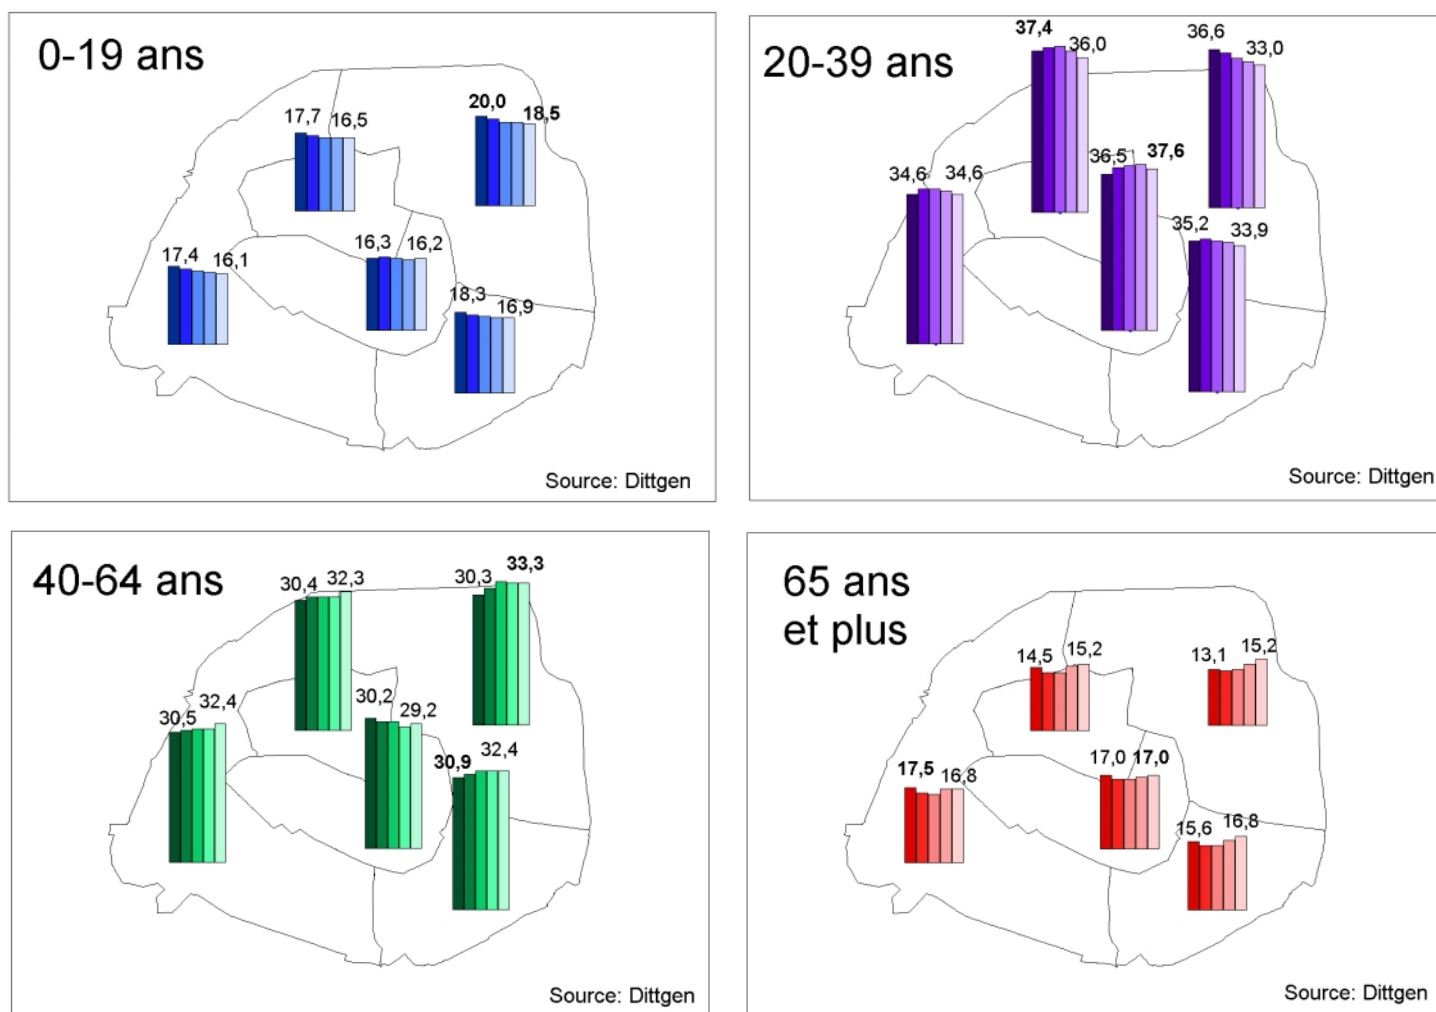 0-19 ans
17,7 16,5
20,0 18,5
17,4 16,1
16,3 16,2
18,3 16,9
Source: Dittgen
20-39 ans
37,4 36,0
36,6 33,0
36,5 37,6
34,6 34,6
35,2 33,9
Source: Dittgen
40-64 ans
30,4 32,3
30,3 33,3
30,5 32,4
30,2 29,2
30,9 32,4
Source: Dittgen
65 ans
et plus
14,5 15,2
13,1 15,2
17,5 16,8
17,0 17,0
15,6 16,8
Source: Dittgen